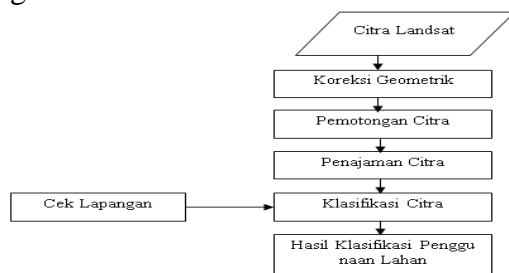 g
Citra Landsat
Koreksi Geometrik
Pemotongan Citra
Penajaman Citra
Cek Lapangan
Klasifikasi Citra
Hasil Klasifikasi Penggu
naan Lahan